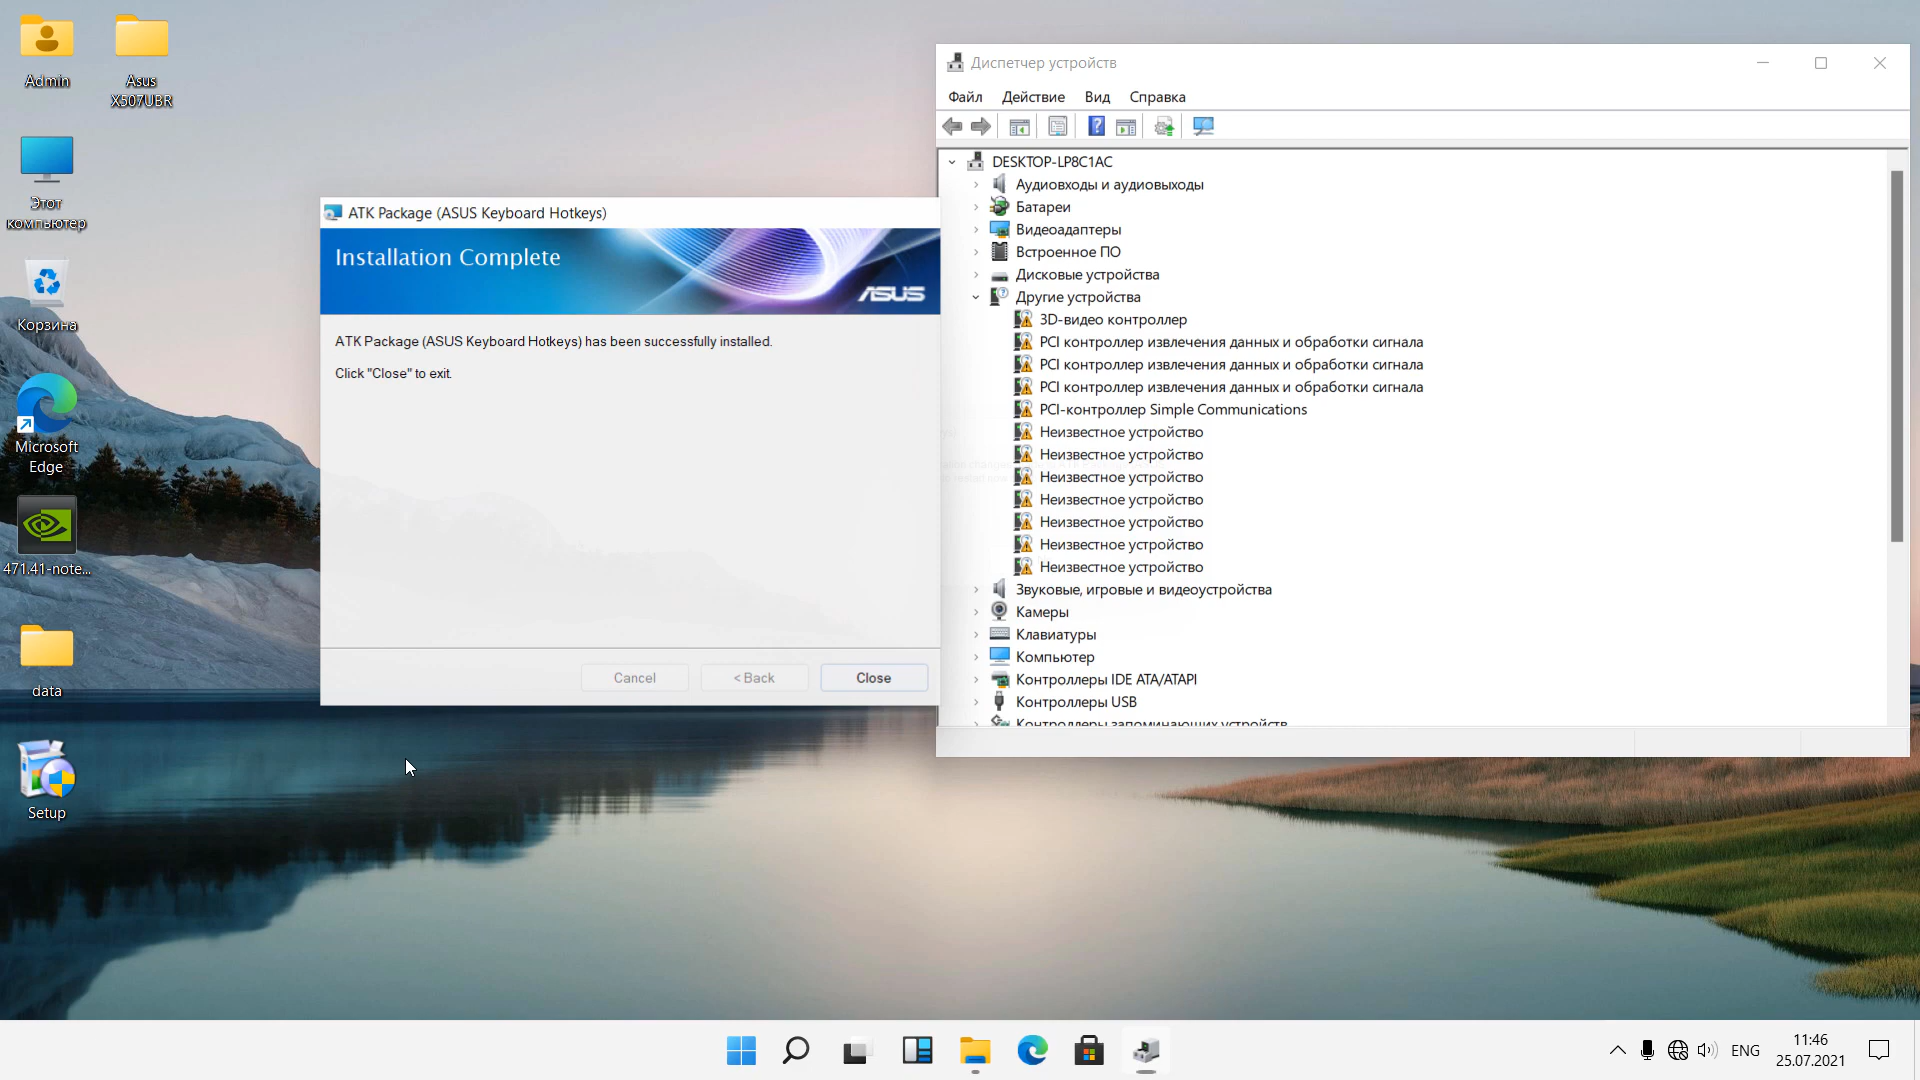 Admin
Asus
X507UBR
Этот
компьютер
Корзина
Microsoft
Edge
471.41-note...
data
Setup
ATK Package (ASUS Keyboard Hotkeys)
Installation Complete
ASUS
ATK Package (ASUS Keyboard Hotkeys) has been successfully installed.
Click "Close" to exit.
Cancel
< Back
Close
Диспетчер устройств
Файл Действие Вид Справка
DESKTOP-LP8C1AC
Аудиовходы и аудиовыходы
Батареи
Видеоадаптеры
Встроенное ПО
Дисковые устройства
Другие устройства
3D-видео контроллер
PCI контроллер извлечения данных и обработки сигнала
PCI контроллер извлечения данных и обработки сигнала
PCI контроллер извлечения данных и обработки сигнала
PCI-контроллер Simple Communications
Неизвестное устройство
Неизвестное устройство
Неизвестное устройство
Неизвестное устройство
Неизвестное устройство
Неизвестное устройство
Неизвестное устройство
Звуковые, игровые и видеоустройства
Камеры
Клавиатуры
Компьютер
Контроллеры IDE ATA/ATAPI
Контроллеры USB
Контроллеры запоминающих устройств
ENG
11:46
25.07.2021